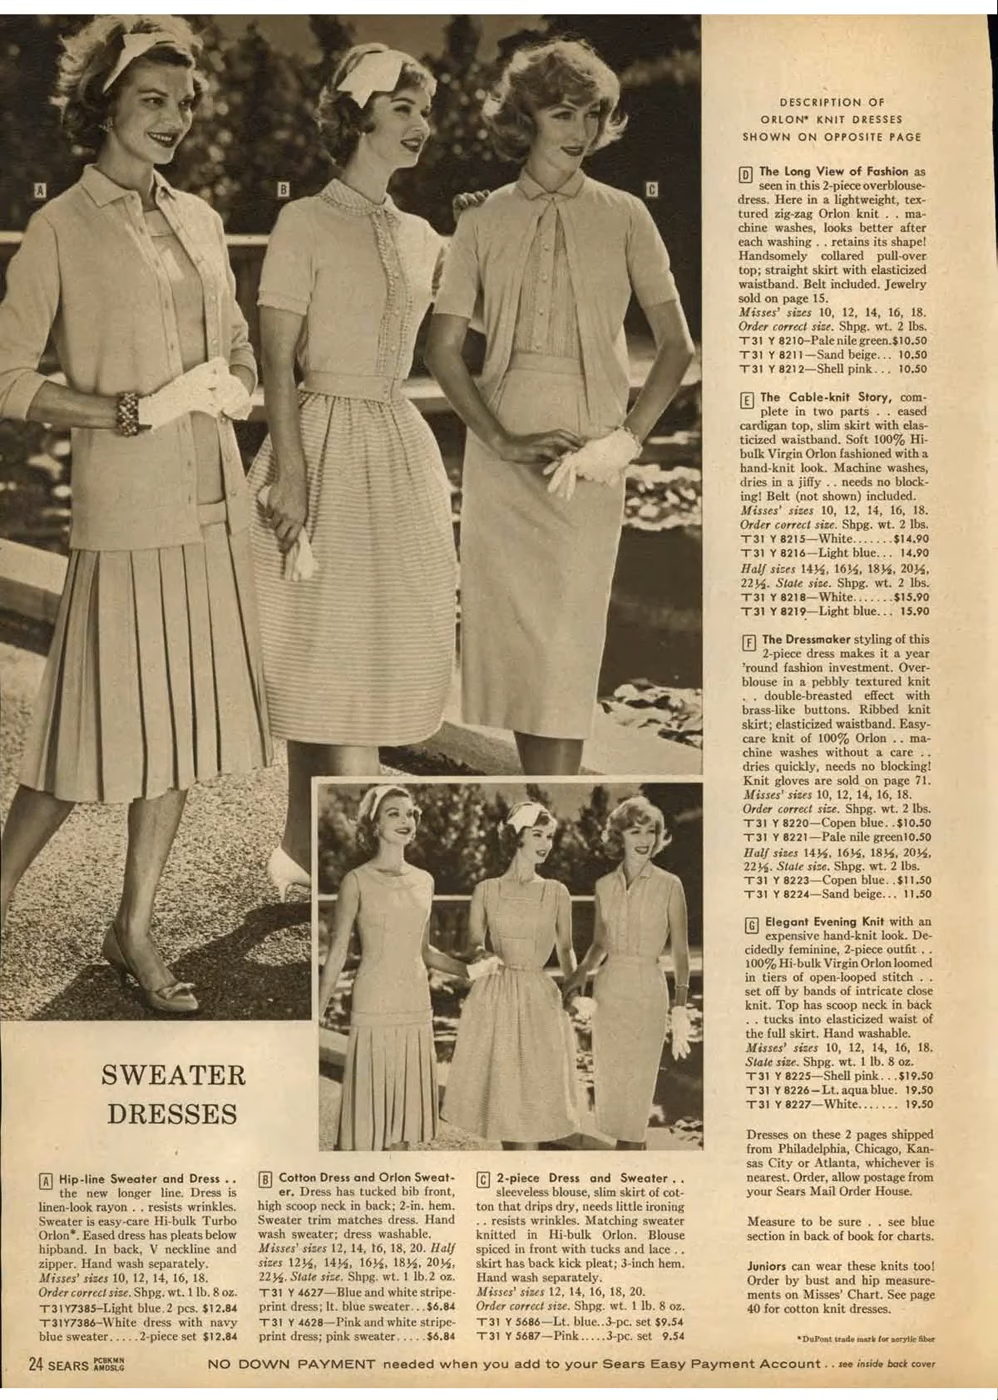 A
B
C
DESCRIPTION OF
ORLON* KNIT DRESSES
SHOWN ON OPPOSITE PAGE
D The Long View of Fashion as
seen in this 2-piece overblouse-
dress. Here in a lightweight, tex-
tured zig-zag Orlon knit . . ma-
chine washes, looks better after
each washing . . retains its shape!
Handsomely collared pull-over
top; straight skirt with elasticized
waistband. Belt included. Jewelry
sold on page 15.
Misses' sizes 10, 12, 14, 16, 18.
Order correct size. Shpg. wt. 2 lbs.
T31 Y 8210—Pale nile green.$10.50
T31 Y 8211—Sand beige... 10.50
T31 Y 8212—Shell pink... 10.50
E The Cable-knit Story, com-
plete in two parts . . eased
cardigan top, slim skirt with elas-
ticized waistband. Soft 100% Hi-
bulk Virgin Orlon fashioned with a
hand-knit look. Machine washes,
dries in a jiffy . . needs no block-
ing! Belt (not shown) included.
Misses' sizes 10, 12, 14, 16, 18.
Order correct size. Shpg. wt. 2 lbs.
T31 Y 8215—White.......$14.90
T31 Y 8216—Light blue... 14.90
Half sizes 14½, 16½, 18½, 20½,
22½. State size. Shpg. wt. 2 lbs.
T31 Y 8218—White.......$15.90
T31 Y 8219—Light blue... 15.90
F The Dressmaker styling of this
2-piece dress makes it a year
'round fashion investment. Over-
blouse in a pebbly textured knit
. . double-breasted effect with
brass-like buttons. Ribbed knit
skirt; elasticized waistband. Easy-
care knit of 100% Orlon . . ma-
chine washes without a care . .
dries quickly, needs no blocking!
Knit gloves are sold on page 71.
Misses' sizes 10, 12, 14, 16, 18.
Order correct size. Shpg. wt. 2 lbs.
T31 Y 8220—Copen blue..$10.50
T31 Y 8221—Pale nile green10.50
Half sizes 14½, 16½, 18½, 20½,
22½. State size. Shpg. wt. 2 lbs.
T31 Y 8223—Copen blue..$11.50
T31 Y 8224—Sand beige... 11.50
G Elegant Evening Knit with an
expensive hand-knit look. De-
cidedly feminine, 2-piece outfit . .
100% Hi-bulk Virgin Orlon loomed
in tiers of open-looped stitch . .
set off by bands of intricate close
knit. Top has scoop neck in back
. . tucks into elasticized waist of
the full skirt. Hand washable.
Misses' sizes 10, 12, 14, 16, 18.
State size. Shpg. wt. 1 lb. 8 oz.
T31 Y 8225—Shell pink...$19.50
T31 Y 8226—Lt. aqua blue. 19.50
T31 Y 8227—White....... 19.50
Dresses on these 2 pages shipped
from Philadelphia, Chicago, Kan-
sas City or Atlanta, whichever is
nearest. Order, allow postage from
your Sears Mail Order House.
Measure to be sure . . see blue
section in back of book for charts.
Juniors can wear these knits too!
Order by bust and hip measure-
ments on Misses' Chart. See page
40 for cotton knit dresses.
*DuPont trade mark for acrylic fiber
SWEATER
DRESSES
A Hip-line Sweater and Dress . .
the new longer line. Dress is
linen-look rayon . . resists wrinkles.
Sweater is easy-care Hi-bulk Turbo
Orlon*. Eased dress has pleats below
hipband. In back, V neckline and
zipper. Hand wash separately.
Misses' sizes 10, 12, 14, 16, 18.
Order correct size. Shpg. wt. 1 lb. 8 oz.
T31Y7385—Light blue.2 pcs. $12.84
T31Y7386—White dress with navy
blue sweater.....2-piece set $12.84
B Cotton Dress and Orlon Sweat-
er. Dress has tucked bib front,
high scoop neck in back; 2-in. hem.
Sweater trim matches dress. Hand
wash sweater; dress washable.
Misses' sizes 12, 14, 16, 18, 20. Half
sizes 12½, 14½, 16½, 18½, 20½,
22½. State size. Shpg. wt. 1 lb. 2 oz.
T31 Y 4627—Blue and white stripe-
print dress; lt. blue sweater...$6.84
T31 Y 4628—Pink and white stripe-
print dress; pink sweater.....$6.84
C 2-piece Dress and Sweater . .
sleeveless blouse, slim skirt of cot-
ton that drips dry, needs little ironing
. . resists wrinkles. Matching sweater
knitted in Hi-bulk Orlon. Blouse
spiced in front with tucks and lace . .
skirt has back kick pleat; 3-inch hem.
Hand wash separately.
Misses' sizes 12, 14, 16, 18, 20.
Order correct size. Shpg. wt. 1 lb. 8 oz.
T31 Y 5686—Lt. blue..3-pc. set $9.54
T31 Y 5687—Pink.....3-pc. set 9.54
24 SEARS PCBKMN AMDSLG
NO DOWN PAYMENT needed when you add to your Sears Easy Payment Account . . see inside back cover